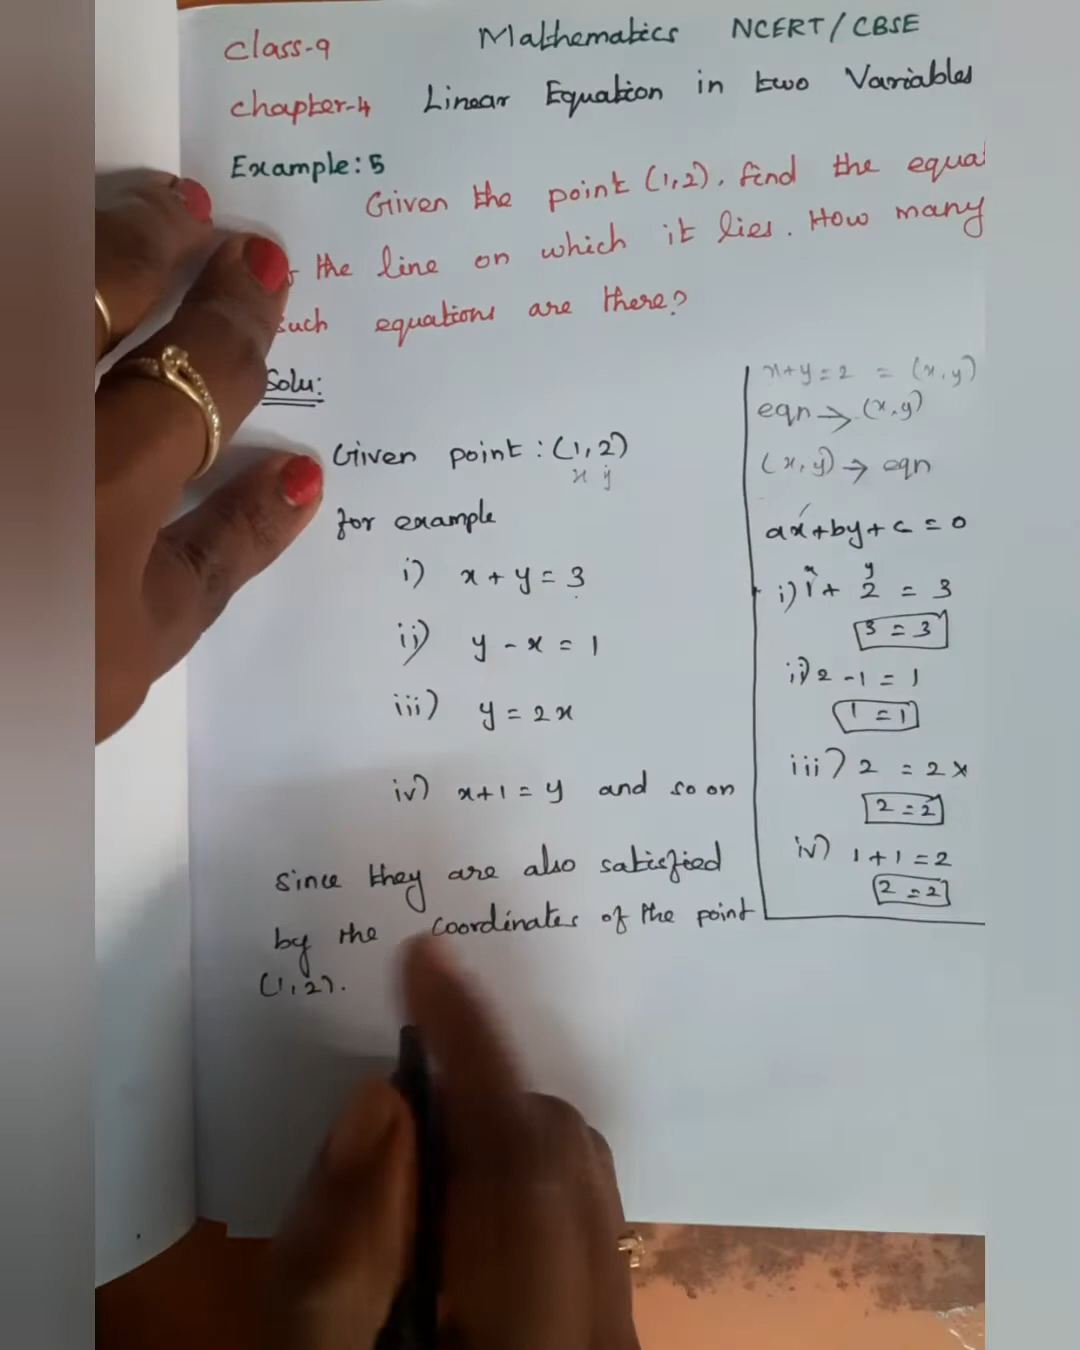 Class-9 Mathematics NCERT/CBSE
Chapter-4 Linear Equation in two Variables
Example: 5
Given the point (1,2), find the equa
the line on which it lies. How many
such equations are there?
Solu:
Given point : (1,2)
x y
for example
i) x + y = 3
ii) y - x = 1
iii) y = 2x
iv) x+1 = y and so on
since they are also satisfied
by the coordinates of the point
(1,2).
x+y=2 = (x,y)
eqn → (x,y)
(x,y) → eqn
ax+by+c=0
x y
i) 1 + 2 = 3
3 = 3
ii) 2 - 1 = 1
1 = 1
iii) 2 = 2x
2 = 2
iv) 1+1=2
2 = 2